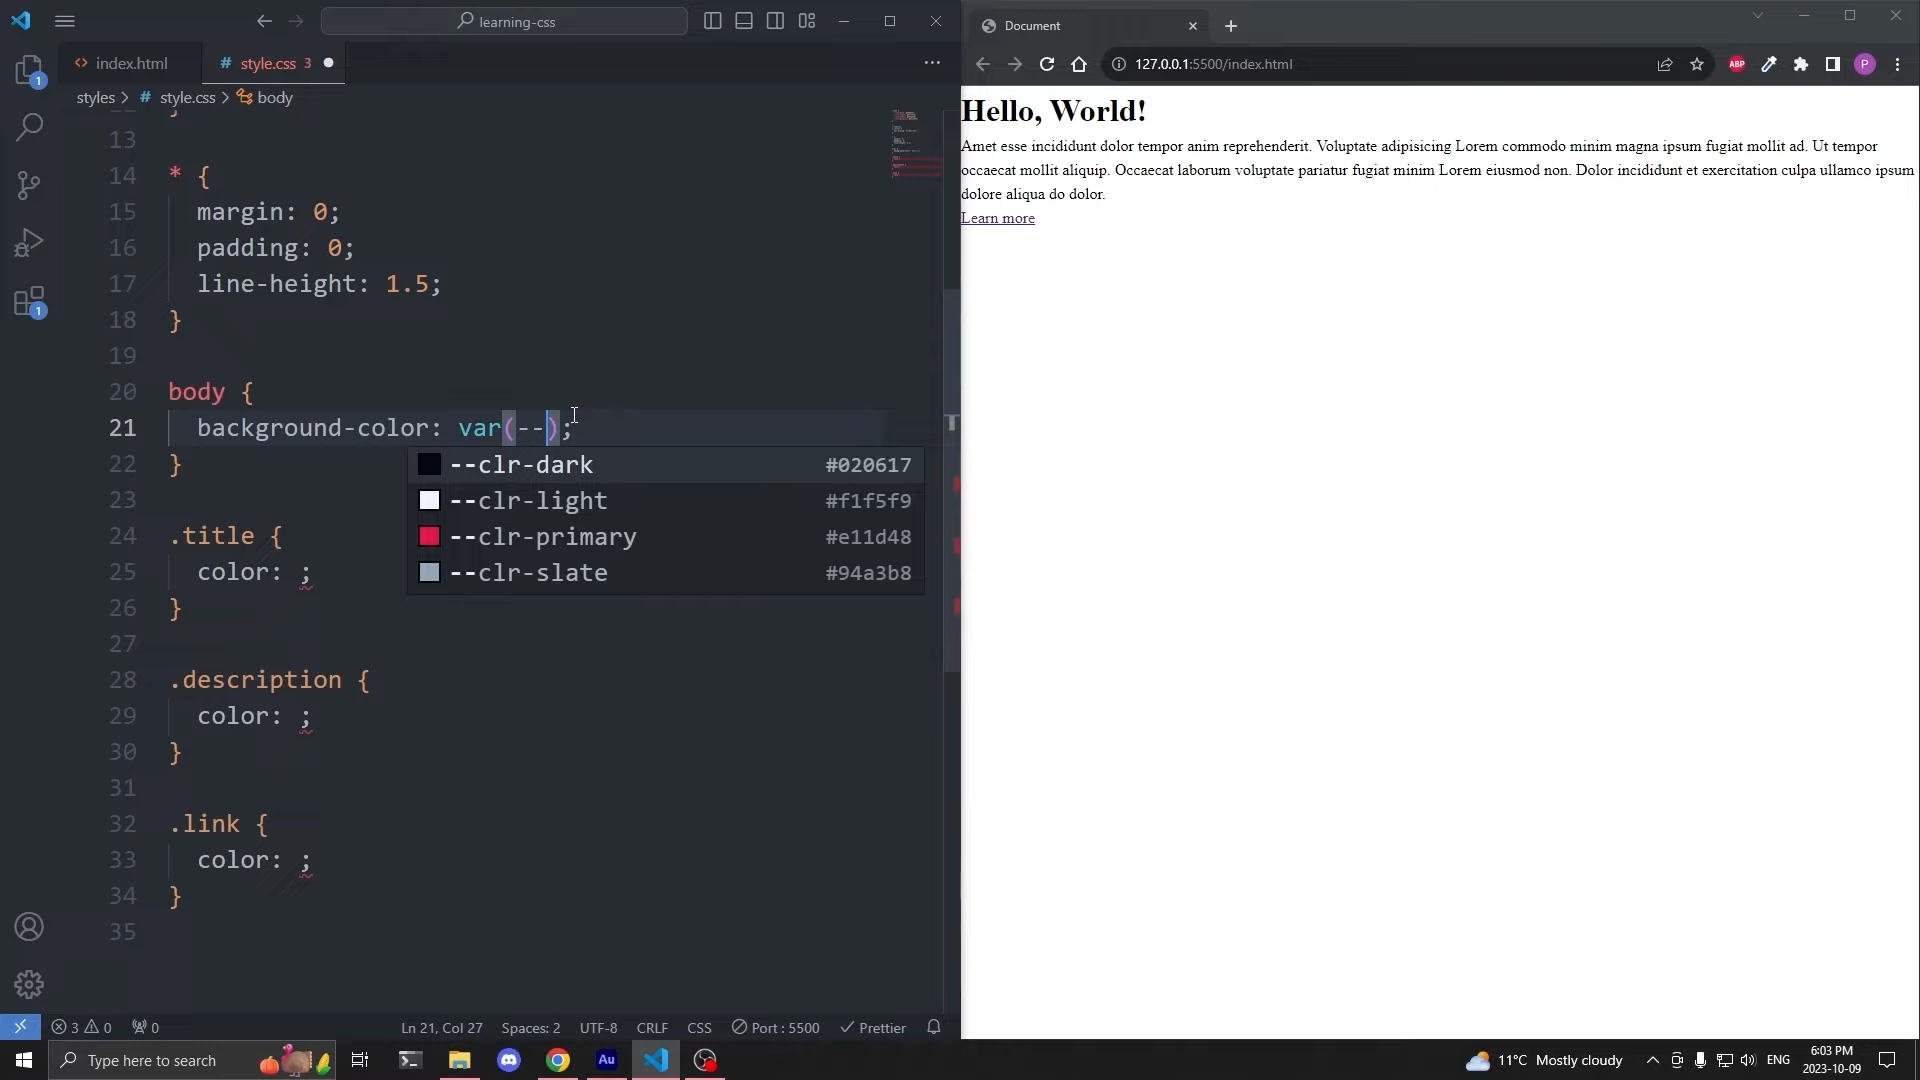 learning-css
index.html
style.css 3
styles > # style.css > body
13
14 * {
15 margin: 0;
16 padding: 0;
17 line-height: 1.5;
18 }
19
20 body {
21 background-color: var(--);
22 }
23
24 .title {
25 color: ;
26 }
27
28 .description {
29 color: ;
30 }
31
32 .link {
33 color: ;
34 }
35
--clr-dark #020617
--clr-light #f1f5f9
--clr-primary #e11d48
--clr-slate #94a3b8
1
1
3 0 0 Ln 21, Col 27 Spaces: 2 UTF-8 CRLF CSS Port : 5500 Prettier
Document
127.0.0.1:5500/index.html
ABP
P
Hello, World!
Amet esse incididunt dolor tempor anim reprehenderit. Voluptate adipisicing Lorem commodo minim magna ipsum fugiat mollit ad. Ut tempor
occaecat mollit aliquip. Occaecat laborum voluptate pariatur fugiat minim Lorem eiusmod non. Dolor incididunt et exercitation culpa ullamco ipsum
dolore aliqua do dolor.
Learn more
Type here to search
Au
11°C Mostly cloudy
ENG
6:03 PM
2023-10-09